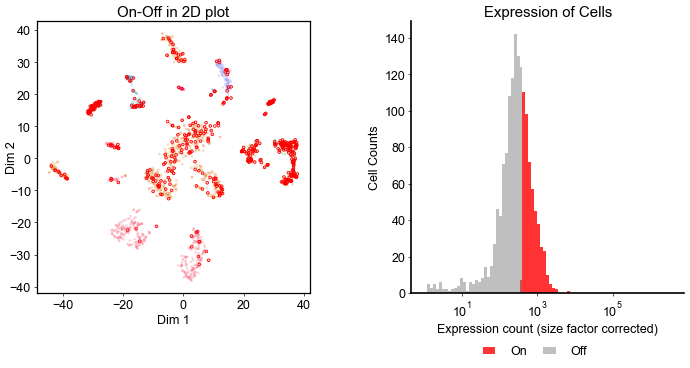 On-Off in 2D plot
40
30
20
10
0
−10
−20
−30
−40
Dim 2
−40 −20 0 20 40
Dim 1
Expression of Cells
140
120
100
80
60
40
20
0
Cell Counts
10^1 10^3 10^5
Expression count (size factor corrected)
On Off